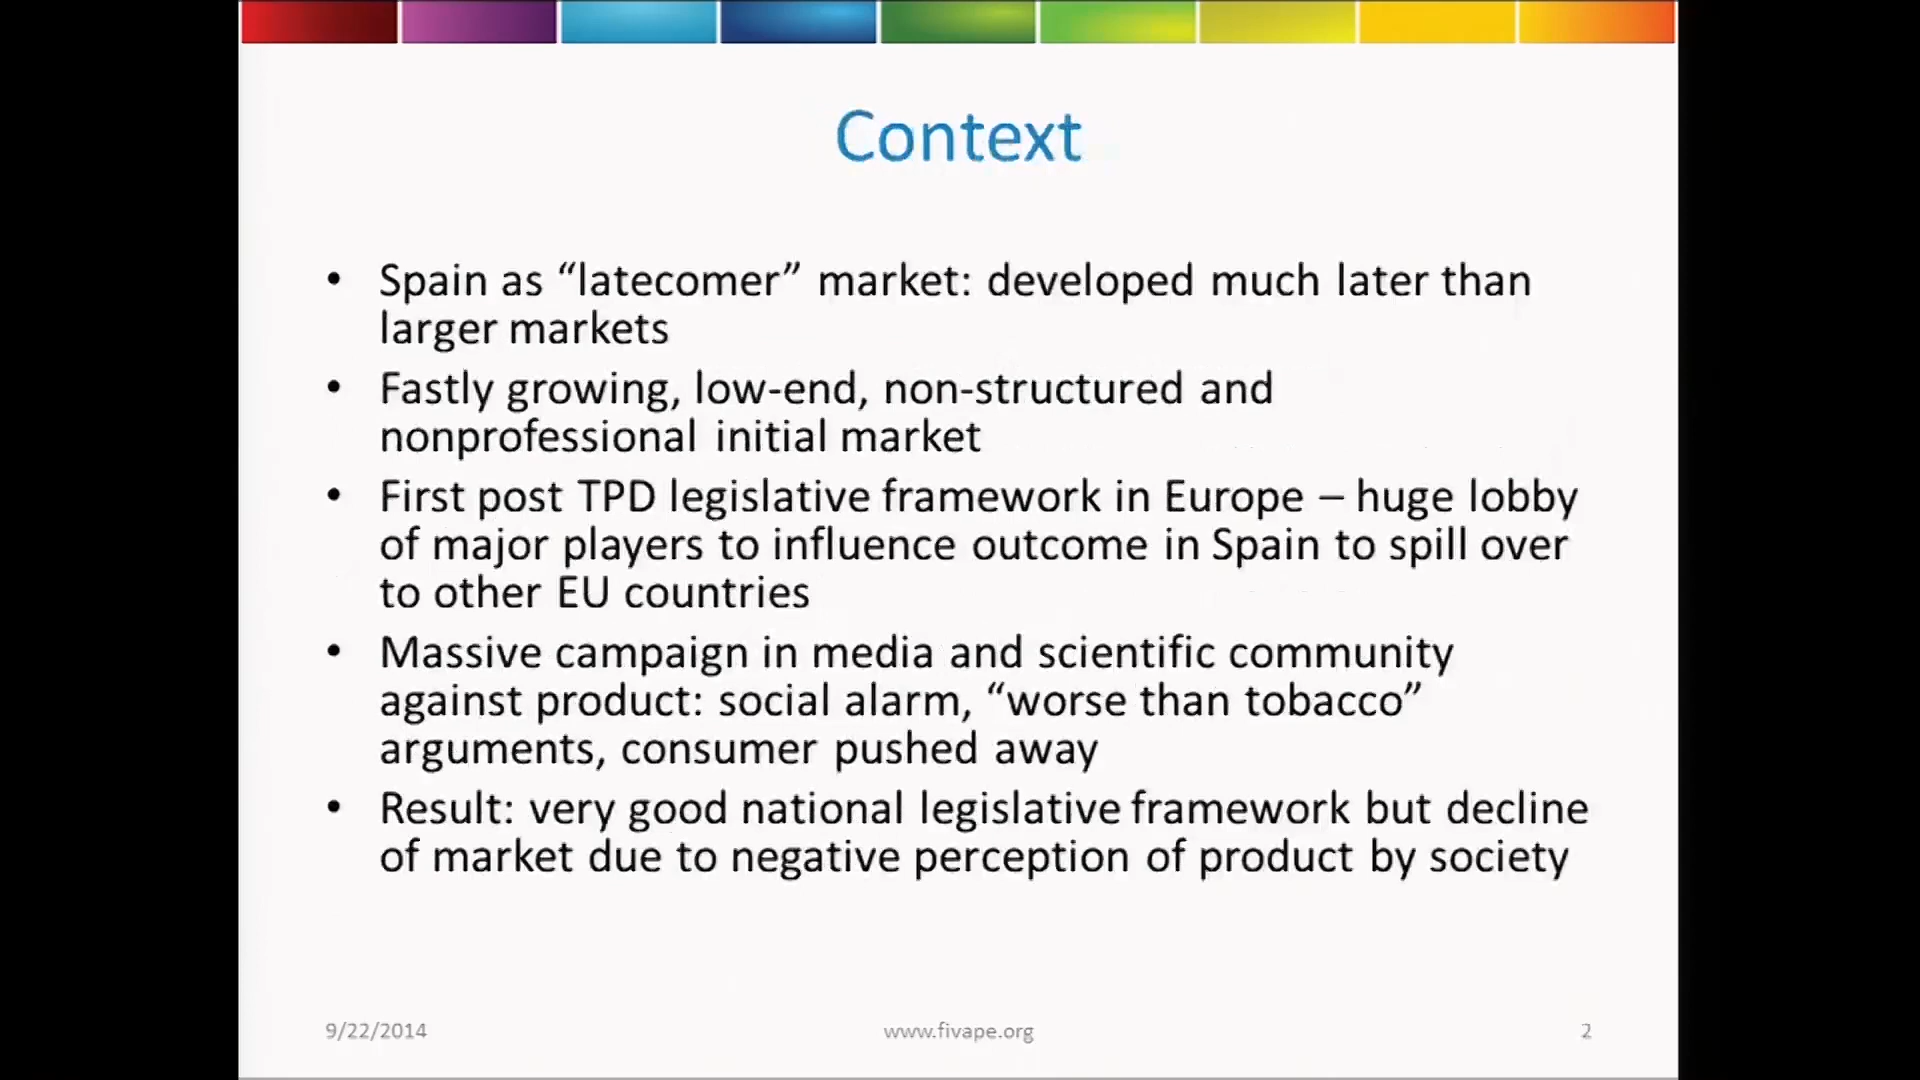 Context
• Spain as “latecomer” market: developed much later than
larger markets
• Fastly growing, low-end, non-structured and
nonprofessional initial market
• First post TPD legislative framework in Europe – huge lobby
of major players to influence outcome in Spain to spill over
to other EU countries
• Massive campaign in media and scientific community
against product: social alarm, “worse than tobacco”
arguments, consumer pushed away
• Result: very good national legislative framework but decline
of market due to negative perception of product by society
9/22/2014
www.fivape.org
2